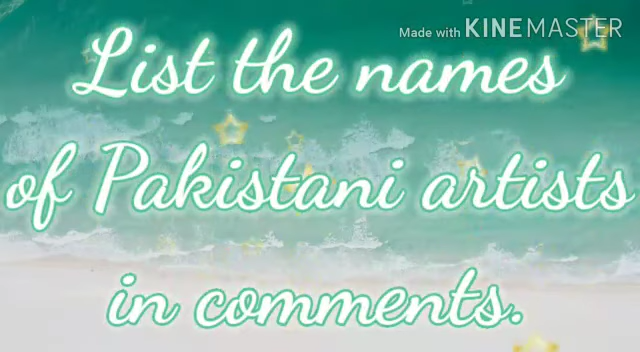 Made with KINEMASTER
List the names
of Pakistani artists
in comments.